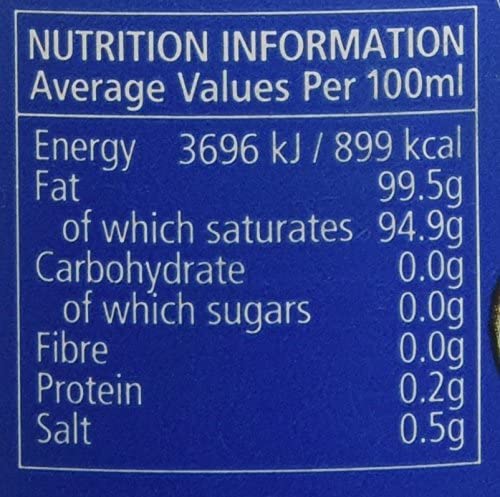 NUTRITION INFORMATION
Average Values Per 100ml
Energy 3696 kJ / 899 kcal
Fat 99.5g
of which saturates 94.9g
Carbohydrate 0.0g
of which sugars 0.0g
Fibre 0.0g
Protein 0.2g
Salt 0.5g